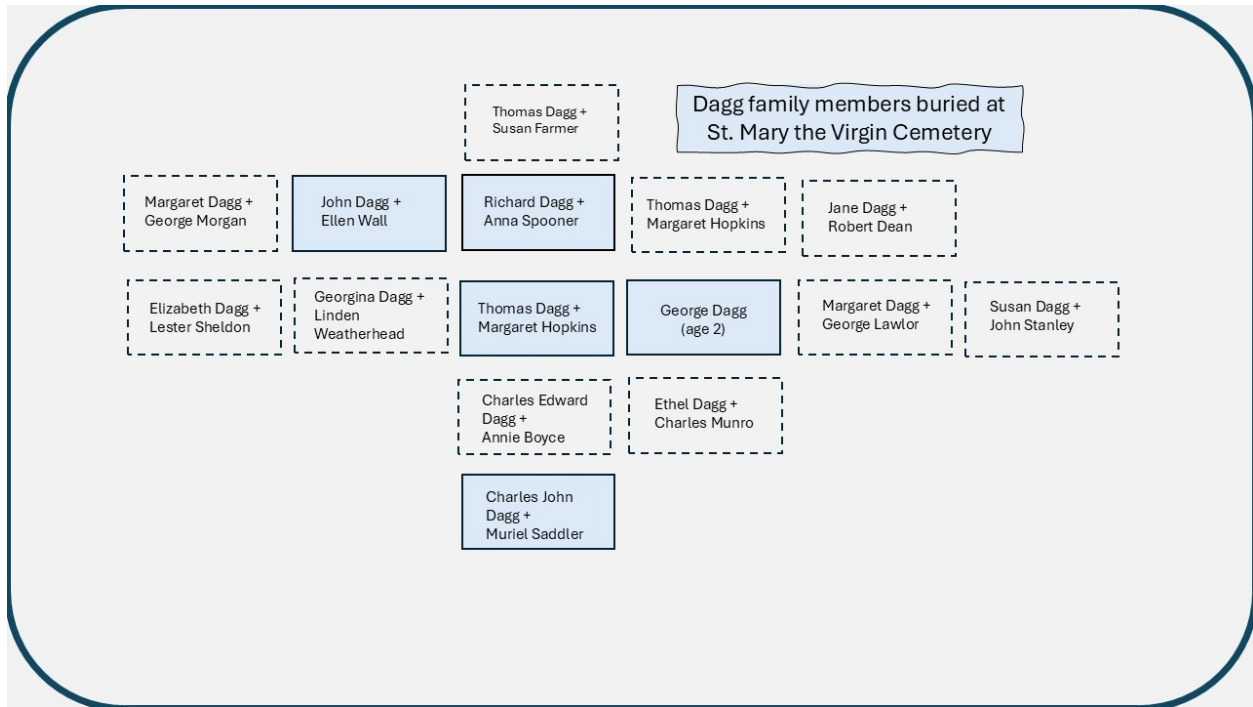 Dagg family members buried at
St. Mary the Virgin Cemetery
Thomas Dagg +
Susan Farmer
Margaret Dagg +
George Morgan
John Dagg +
Ellen Wall
Richard Dagg +
Anna Spooner
Thomas Dagg +
Margaret Hopkins
Jane Dagg +
Robert Dean
Elizabeth Dagg +
Lester Sheldon
Georgina Dagg +
Linden
Weatherhead
Thomas Dagg +
Margaret Hopkins
George Dagg
(age 2)
Margaret Dagg +
George Lawlor
Susan Dagg +
John Stanley
Charles Edward
Dagg +
Annie Boyce
Ethel Dagg +
Charles Munro
Charles John
Dagg +
Muriel Saddler